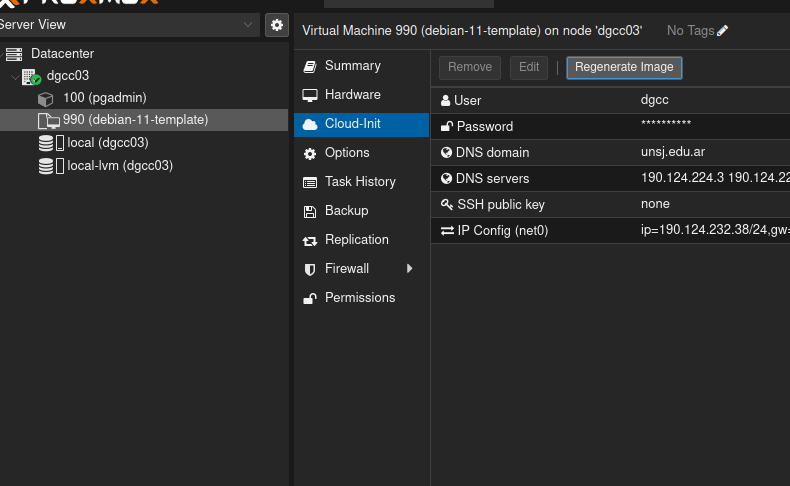 PROXMOX
Server View
Virtual Machine 990 (debian-11-template) on node 'dgcc03'
No Tags
Datacenter
dgcc03
100 (pgadmin)
990 (debian-11-template)
local (dgcc03)
local-lvm (dgcc03)
Summary
Hardware
Cloud-Init
Options
Task History
Backup
Replication
Firewall
Permissions
Remove
Edit
Regenerate Image
User dgcc
Password **********
DNS domain unsj.edu.ar
DNS servers 190.124.224.3 190.124.22
SSH public key none
IP Config (net0) ip=190.124.232.38/24,gw=